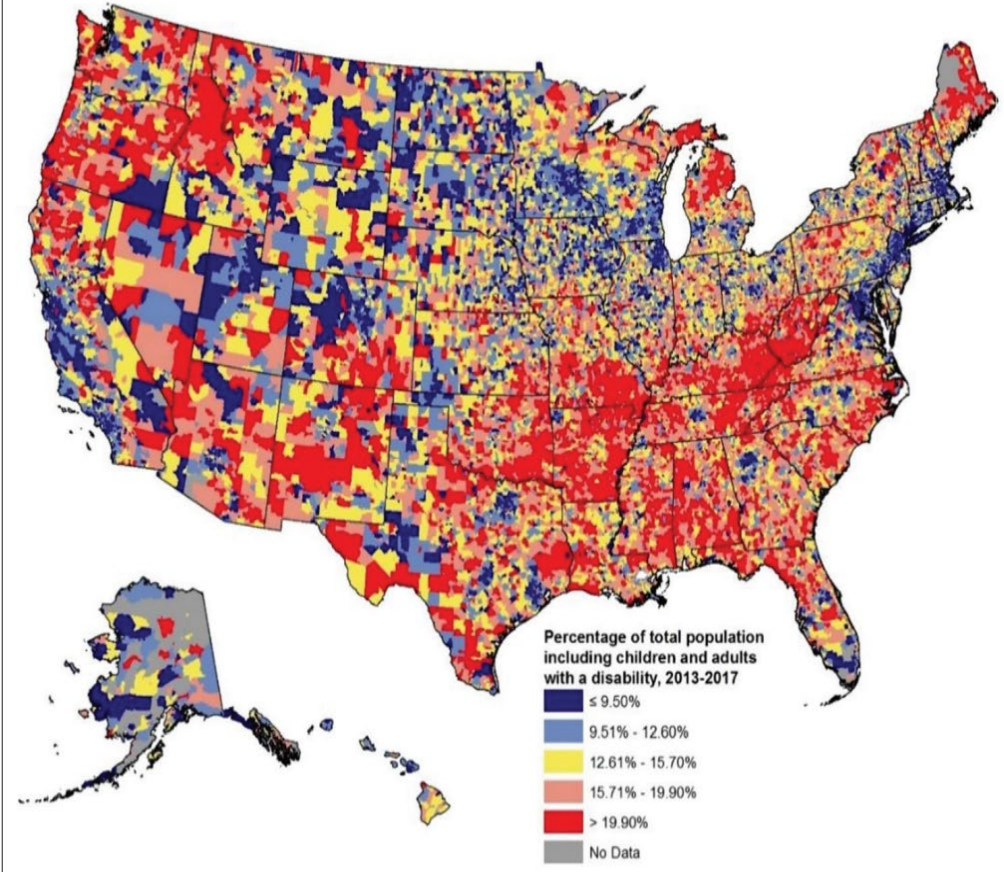 Percentage of total population
including children and adults
with a disability, 2013-2017
≤ 9.50%
9.51% - 12.60%
12.61% - 15.70%
15.71% - 19.90%
> 19.90%
No Data